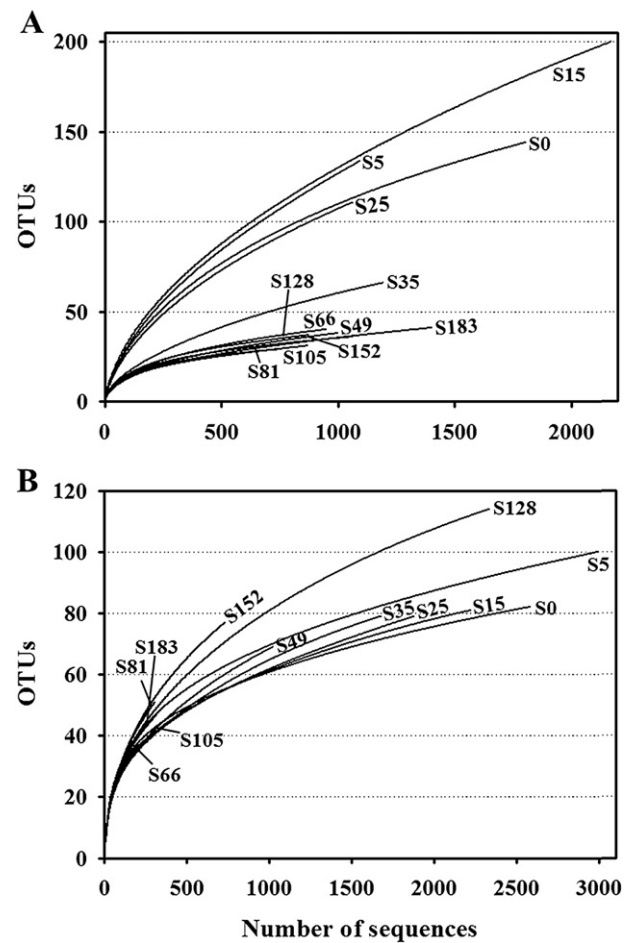 A
200
S15
150
S0
S5
OTUs
100
S25
S128
S35
50
S66
S49
S183
S105
S152
S81
0
0 500 1000 1500 2000
B
120
S128
100
S5
OTUs
80
S152
S35
S25
S15
S0
S183
S49
S81
60
40
S105
S66
20
0
0 500 1000 1500 2000 2500 3000
Number of sequences